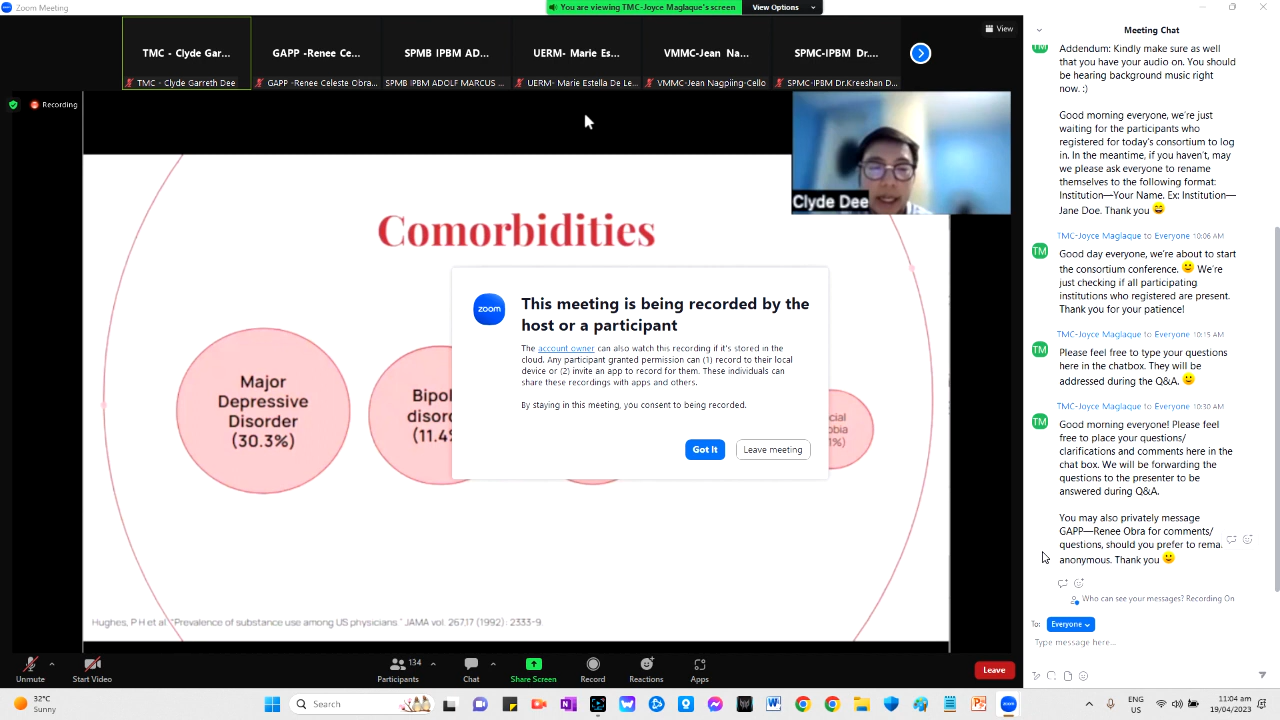 Zoom Meeting
You are viewing TMC-Joyce Maglaque's screen
View Options
TMC - Clyde Gar...
GAPP -Renee Ce...
SPMB IPBM AD...
UERM- Marie Es...
VMMC-Jean Na...
SPMC-IPBM Dr....
View
TMC - Clyde Garreth Dee
GAPP -Renee Celeste Obra...
SPMB IPBM ADOLF MARCUS ...
UERM- Marie Estella De Le...
VMMC-Jean Nagpiing-Cello
SPMC-IPBM Dr.Kreeshan D...
Recording
Clyde Dee
Comorbidities
Major
Depressive
Disorder
(30.3%)
Bipol
disor
(11.4%
cial
obia
1%)
Hughes, P H et al. "Prevalence of substance use among US physicians." JAMA vol. 267,17 (1992): 2333-9.
zoom
This meeting is being recorded by the
host or a participant
The account owner can also watch this recording if it's stored in the
cloud. Any participant granted permission can (1) record to their local
device or (2) invite an app to record for them. These individuals can
share these recordings with apps and others.
By staying in this meeting, you consent to being recorded.
Got it
Leave meeting
Meeting Chat
TM
Addendum: Kindly make sure as well
that you have your audio on. You should
be hearing background music right
now. :)
Good morning everyone, we're just
waiting for the participants who
registered for today's consortium to log
in. In the meantime, if you haven't, may
we please ask everyone to rename
themselves to the following format:
Institution—Your Name. Ex: Institution—
Jane Doe. Thank you 😄
TMC-Joyce Maglaque to Everyone 10:06 AM
TM
Good day everyone, we're about to start
the consortium conference. 🙂 We're
just checking if all participating
institutions who registered are present.
Thank you for your patience!
TMC-Joyce Maglaque to Everyone 10:15 AM
TM
Please feel free to type your questions
here in the chatbox. They will be
addressed during the Q&A. 🙂
TMC-Joyce Maglaque to Everyone 10:30 AM
TM
Good morning everyone! Please feel
free to place your questions/
clarifications and comments here in the
chat box. We will be forwarding the
questions to the presenter to be
answered during Q&A.
You may also privately message
GAPP—Renee Obra for comments/
questions, should you prefer to rema
anonymous. Thank you 🙂
Who can see your messages? Recording On
To: Everyone
Type message here...
Unmute
Start Video
134
Participants
Chat
Share Screen
Record
Reactions
Apps
Leave
32°C
Sunny
Search
ENG
US
11:04 am
19/04/2023